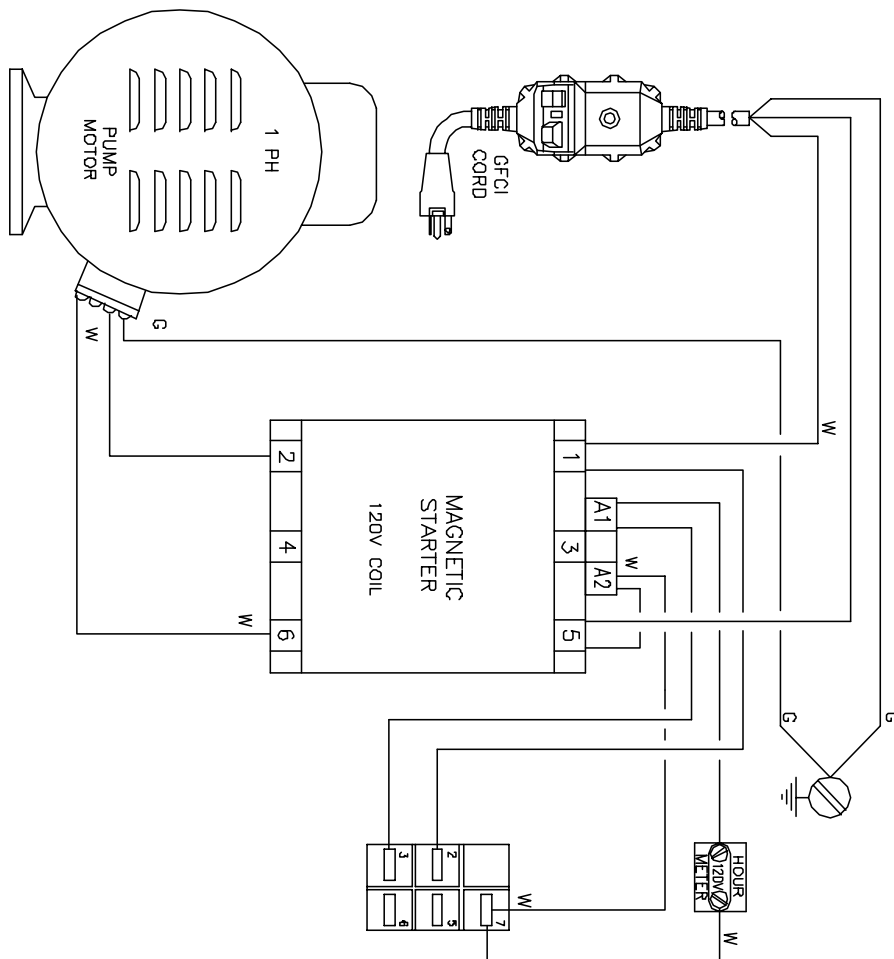 1 PH
PUMP
MOTOR
GFCI
CORD
G
W
W
G
G
W
MAGNETIC
STARTER
120V COIL
1
A1
3
A2
W
5
2
4
6
HOUR
120V
METER
W
3
2
6
5
7
W